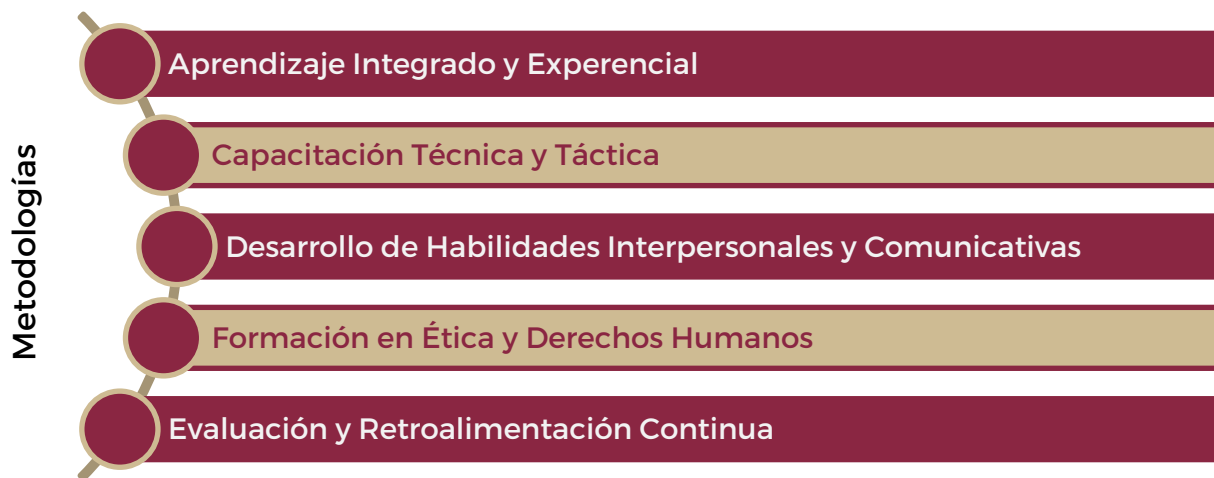 Metodologías
Aprendizaje Integrado y Experencial
Capacitación Técnica y Táctica
Desarrollo de Habilidades Interpersonales y Comunicativas
Formación en Ética y Derechos Humanos
Evaluación y Retroalimentación Continua